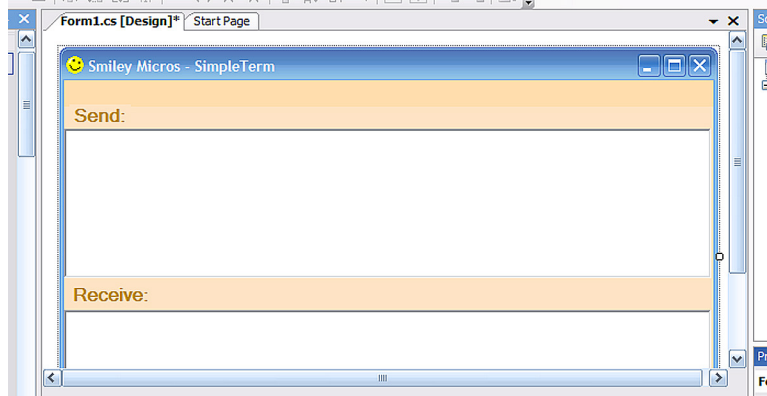 Form1.cs [Design]* Start Page
Smiley Micros - SimpleTerm
Send:
Receive: